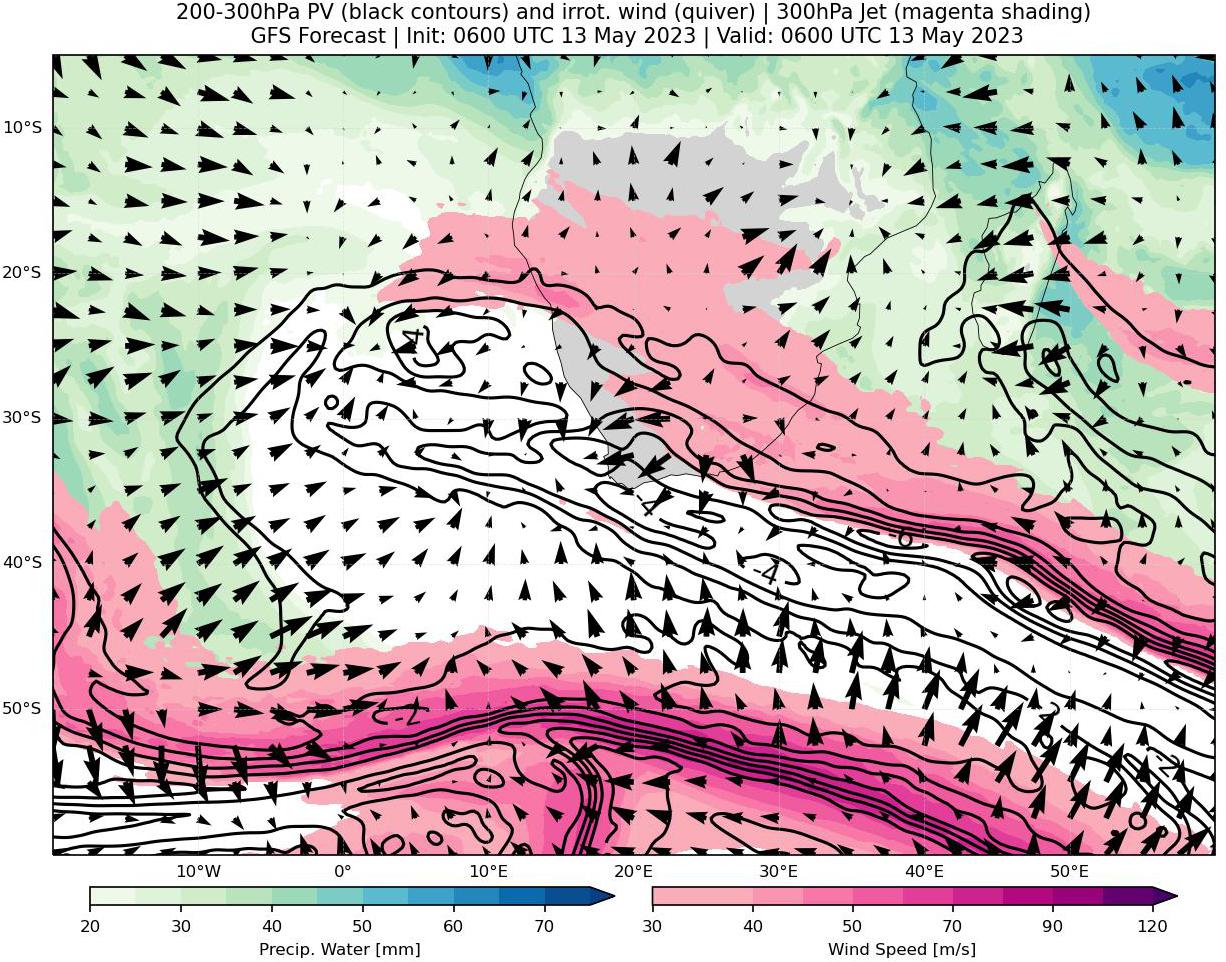 200-300hPa PV (black contours) and irrot. wind (quiver) | 300hPa Jet (magenta shading)
GFS Forecast | Init: 0600 UTC 13 May 2023 | Valid: 0600 UTC 13 May 2023
10°S
20°S
-4
30°S
-4
-6
40°S
-4
50°S
-2
10°W 0° 10°E 20°E 30°E 40°E 50°E
20 30 40 50 60 70
30 40 50 70 90 120
Precip. Water [mm]
Wind Speed [m/s]